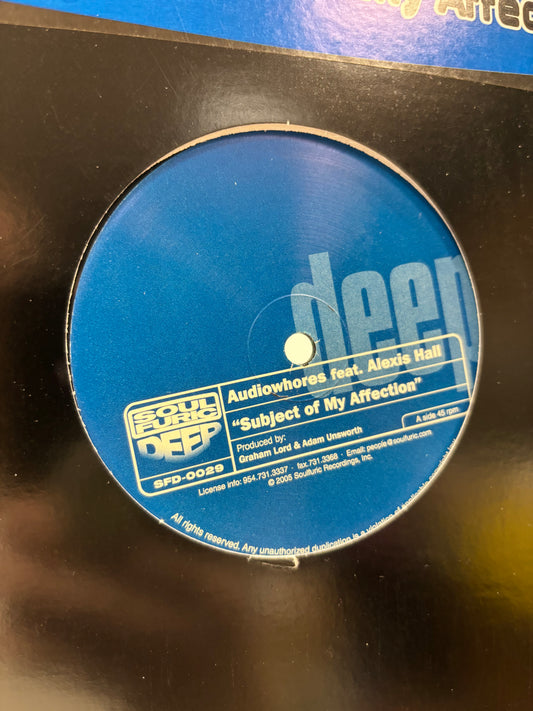 My Affec
deep
SOUL
FURIC
DEEP
SFD-0029
Audiowhores feat. Alexis Hall
"Subject of My Affection"
Produced by:
Graham Lord & Adam Unsworth
A side 45 rpm
License info: 954.731.3337 · fax.731.3368 · Email: people@soulfuric.com
© 2005 Soulfuric Recordings, Inc.
All rights reserved. Any unauthorized duplication is a violation of